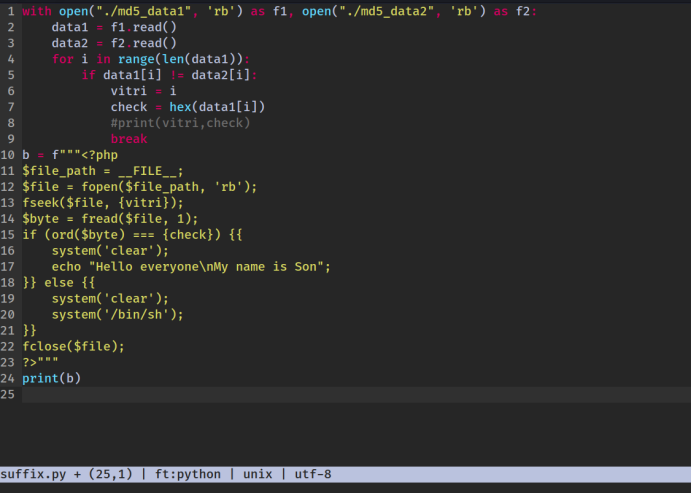 1 with open("./md5_data1", 'rb') as f1, open("./md5_data2", 'rb') as f2:
2     data1 = f1.read()
3     data2 = f2.read()
4     for i in range(len(data1)):
5         if data1[i] != data2[i]:
6             vitri = i
7             check = hex(data1[i])
8             #print(vitri,check)
9             break
10 b = f"""<?php
11 $file_path = __FILE__;
12 $file = fopen($file_path, 'rb');
13 fseek($file, {vitri});
14 $byte = fread($file, 1);
15 if (ord($byte) === {check}) {{
16     system('clear');
17     echo "Hello everyone\nMy name is Son";
18 }} else {{
19     system('clear');
20     system('/bin/sh');
21 }}
22 fclose($file);
23 ?>"""
24 print(b)
25
suffix.py + (25,1) | ft:python | unix | utf-8